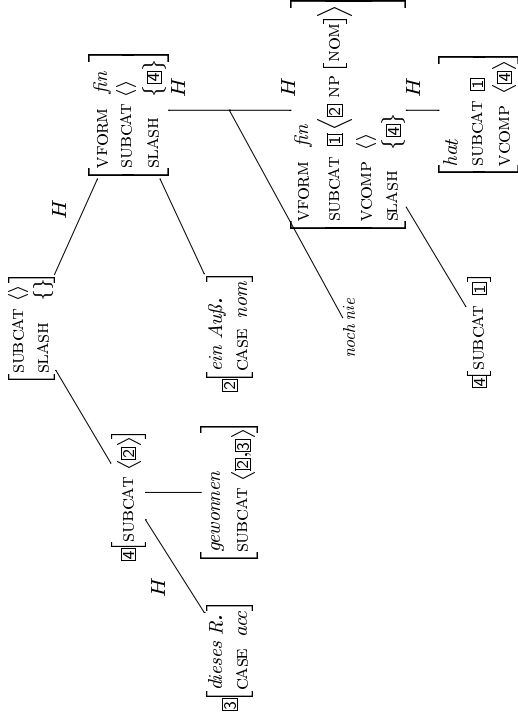 SUBCAT ⟨⟩
SLASH {}
H
VFORM fin
SUBCAT ⟨⟩
SLASH {4}
4 [SUBCAT ⟨2⟩]
H
H
3 [dieses R.
CASE acc]
gewonnen
SUBCAT ⟨2,3⟩
2 [ein Auß.
CASE nom]
H
VFORM fin
SUBCAT 1⟨2 NP[NOM]⟩
VCOMP ⟨⟩
SLASH {4}
noch nie
H
hat
SUBCAT 1
VCOMP ⟨4⟩
4 [SUBCAT 1]